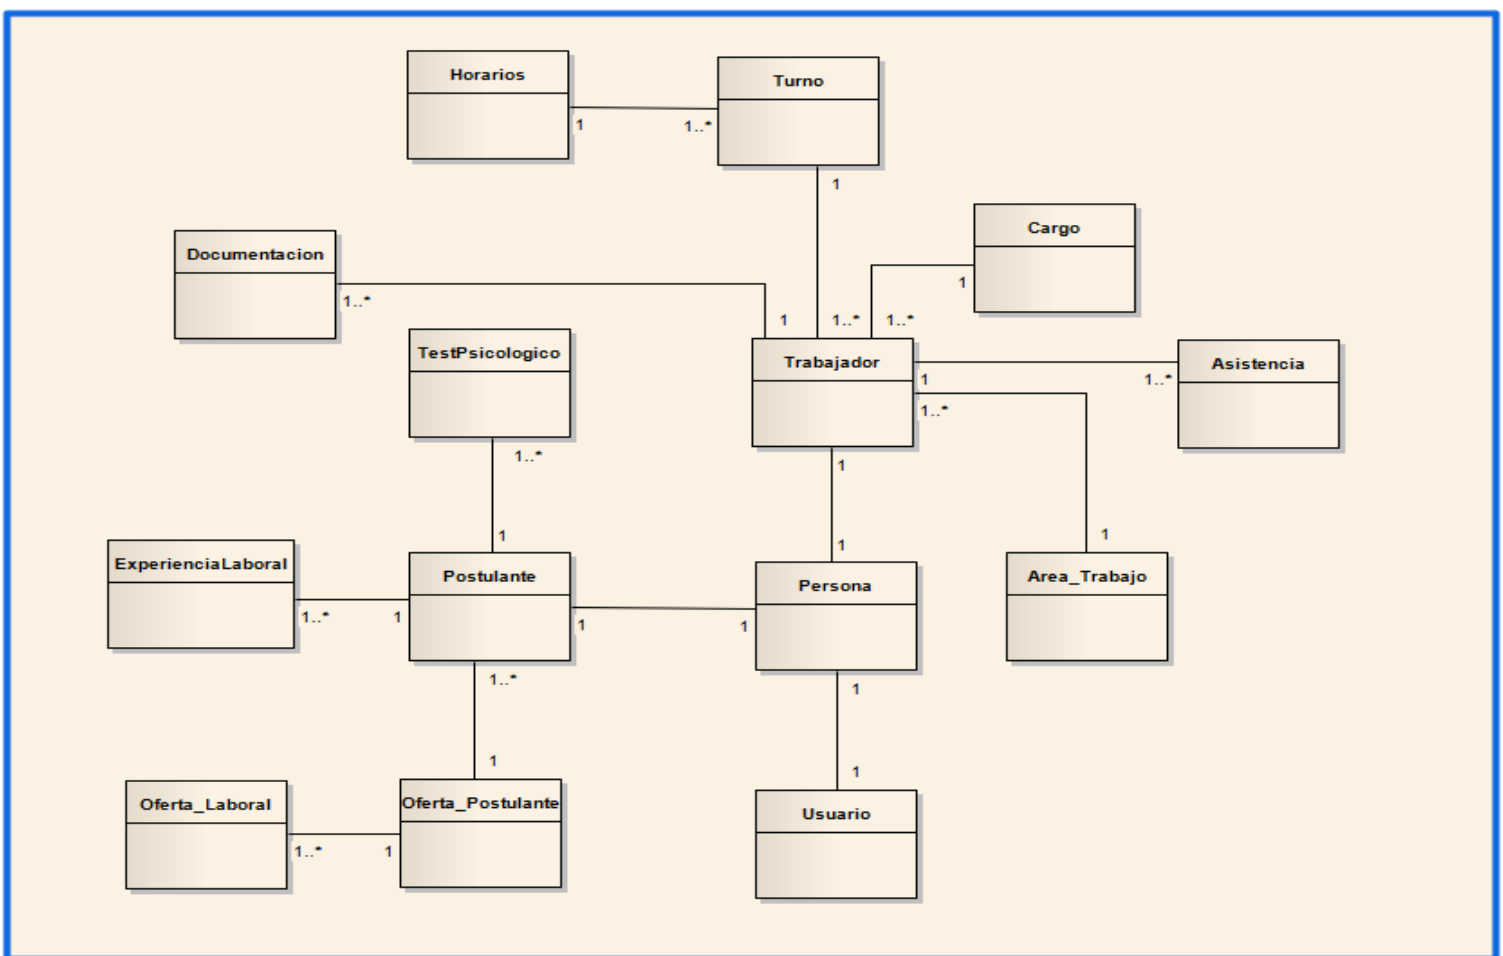 Horarios
Turno
1
1..*
1
Cargo
Documentacion
1
1..*
1
1..*
1..*
TestPsicologico
Trabajador
Asistencia
1
1..*
1..*
1..*
1
1
1
1
ExperienciaLaboral
Postulante
Persona
Area_Trabajo
1..*
1
1
1
1..*
1
1
1
Oferta_Laboral
Oferta_Postulante
Usuario
1..*
1